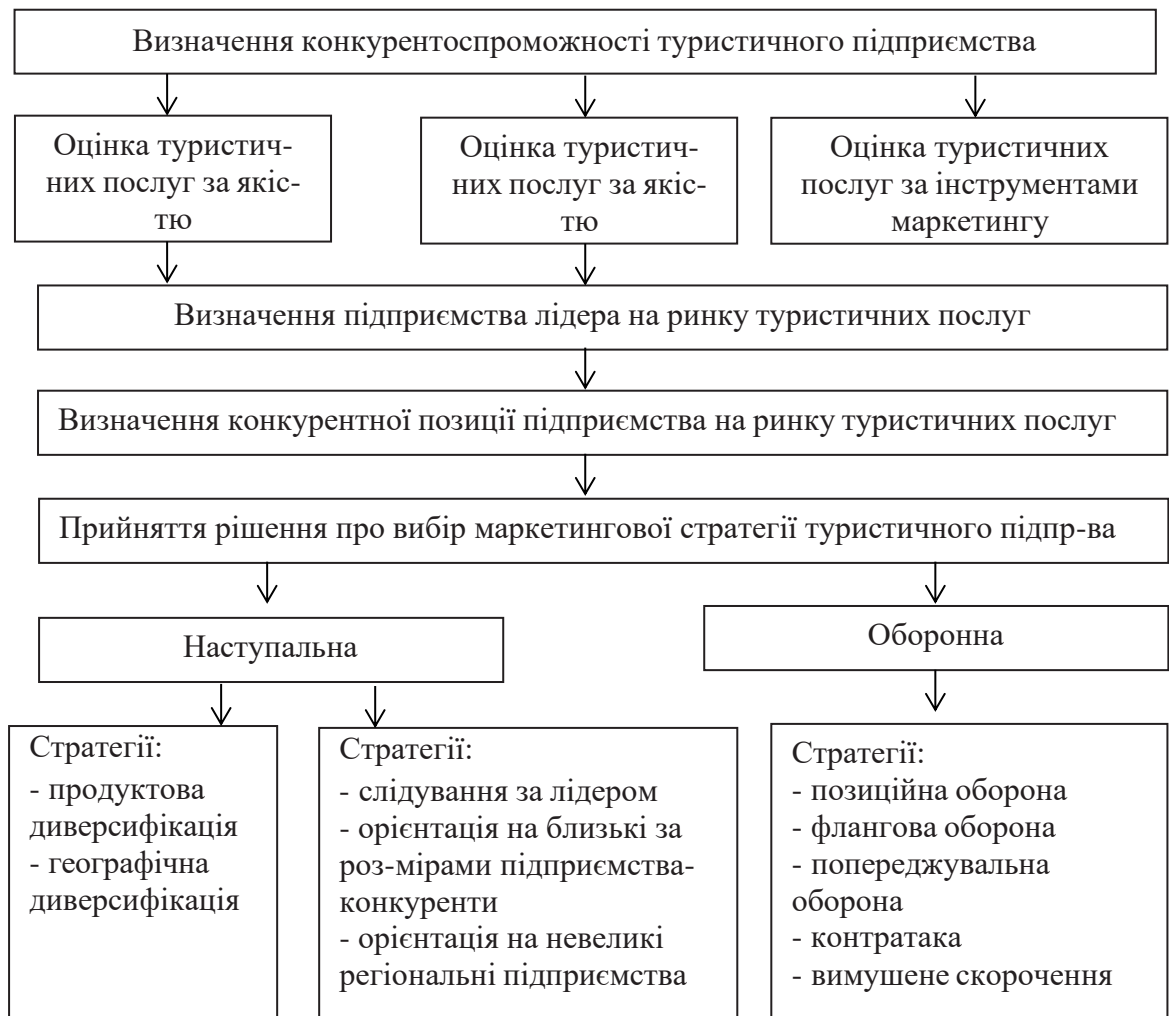 Визначення конкурентоспроможності туристичного підприємства
Оцінка туристич-
них послуг за якіс-
тю
Оцінка туристич-
них послуг за якіс-
тю
Оцінка туристичних
послуг за інструментами
маркетингу
Визначення підприємства лідера на ринку туристичних послуг
Визначення конкурентної позиції підприємства на ринку туристичних послуг
Прийняття рішення про вибір маркетингової стратегії туристичного підпр-ва
Наступальна
Оборонна
Стратегії:
- продуктова
диверсифікація
- географічна
диверсифікація
Стратегії:
- слідування за лідером
- орієнтація на близькі за
роз-мірами підприємства-
конкуренти
- орієнтація на невеликі
регіональні підприємства
Стратегії:
- позиційна оборона
- флангова оборона
- попереджувальна
оборона
- контратака
- вимушене скорочення